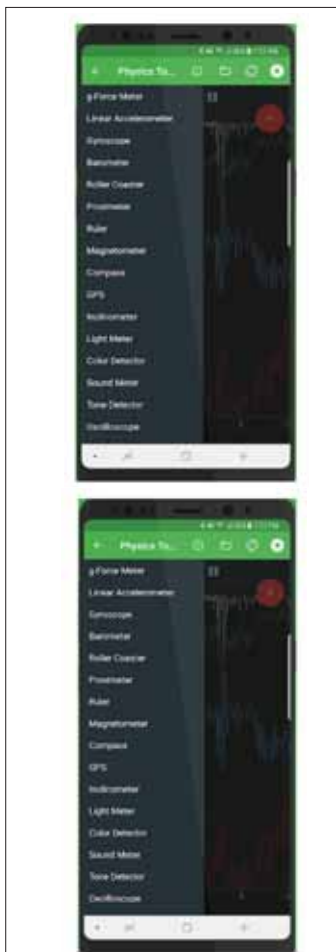 Physics To...
g-Force Meter
Linear Accelerometer
Gyroscope
Barometer
Roller Coaster
Proximeter
Ruler
Magnetometer
Compass
GPS
Inclinometer
Light Meter
Color Detector
Sound Meter
Tone Detector
Oscilloscope
Physics To...
g-Force Meter
Linear Accelerometer
Gyroscope
Barometer
Roller Coaster
Proximeter
Ruler
Magnetometer
Compass
GPS
Inclinometer
Light Meter
Color Detector
Sound Meter
Tone Detector
Oscilloscope